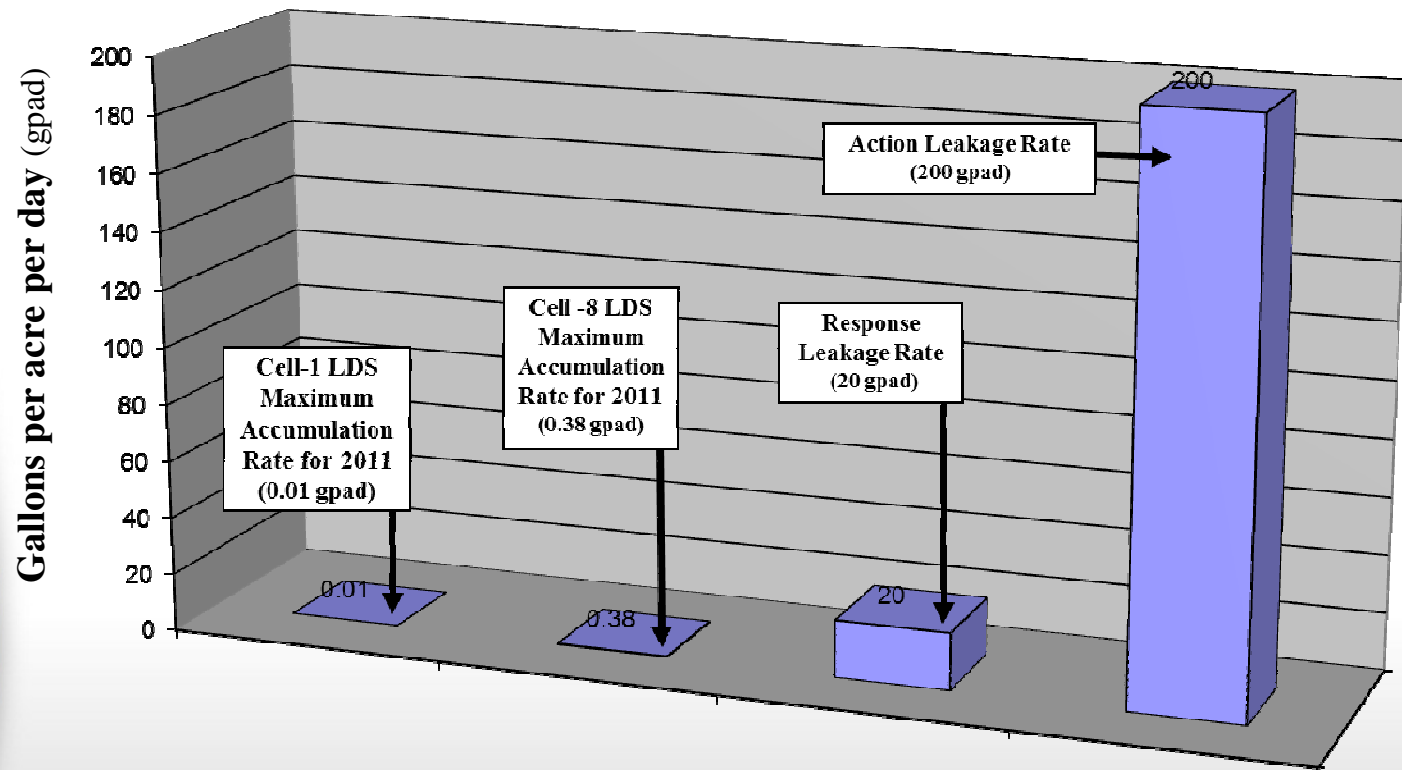 Gallons per acre per day (gpad)
200
180
160
140
120
100
80
60
40
20
0
Cell-1 LDS
Maximum
Accumulation
Rate for 2011
(0.01 gpad)
Cell -8 LDS
Maximum
Accumulation
Rate for 2011
(0.38 gpad)
Response
Leakage Rate
(20 gpad)
Action Leakage Rate
(200 gpad)
0.01
0.38
20
200